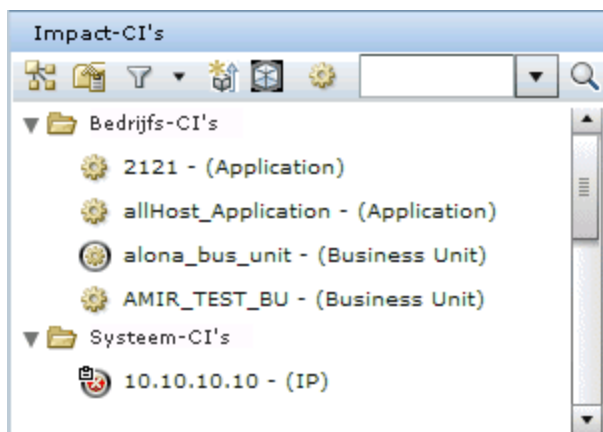 Impact-CI's
Bedrijfs-CI's
2121 - (Application)
allHost_Application - (Application)
alona_bus_unit - (Business Unit)
AMIR_TEST_BU - (Business Unit)
Systeem-CI's
10.10.10.10 - (IP)